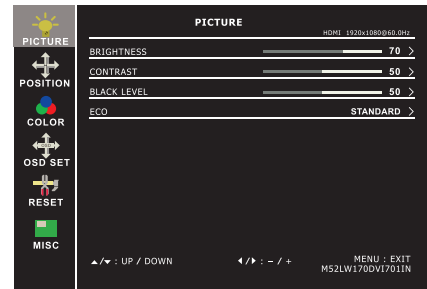 PICTURE
HDMI 1920x1080@60.0Hz
PICTURE
POSITION
COLOR
OSD SET
RESET
MISC
BRIGHTNESS 70 >
CONTRAST 50 >
BLACK LEVEL 50 >
ECO STANDARD >
▲/▼ : UP / DOWN ◀/▶ : – / + MENU : EXIT
M52LW170DVI701IN